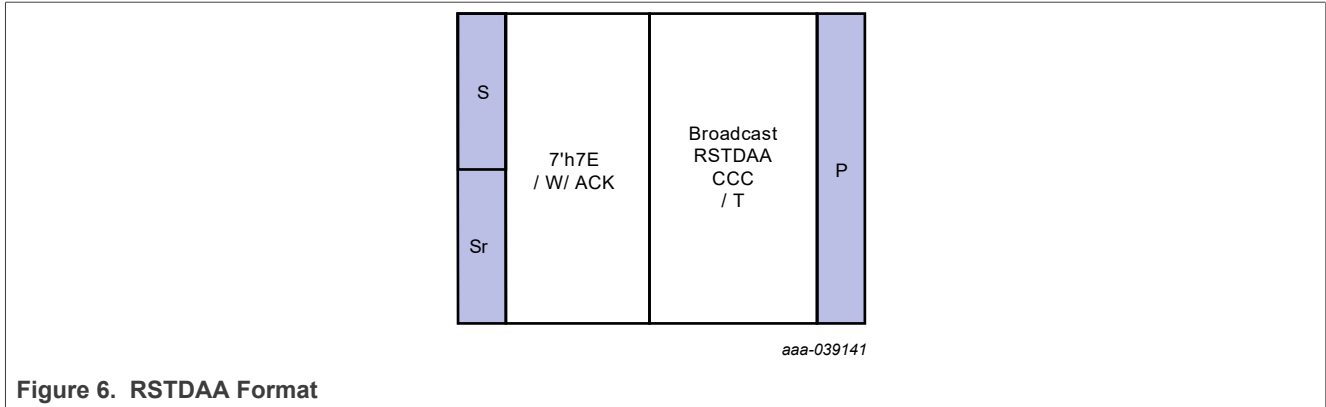 S
Sr
7'h7E
/ W/ ACK
Broadcast
RSTDAA
CCC
/ T
P
aaa-039141
Figure 6. RSTDAA Format